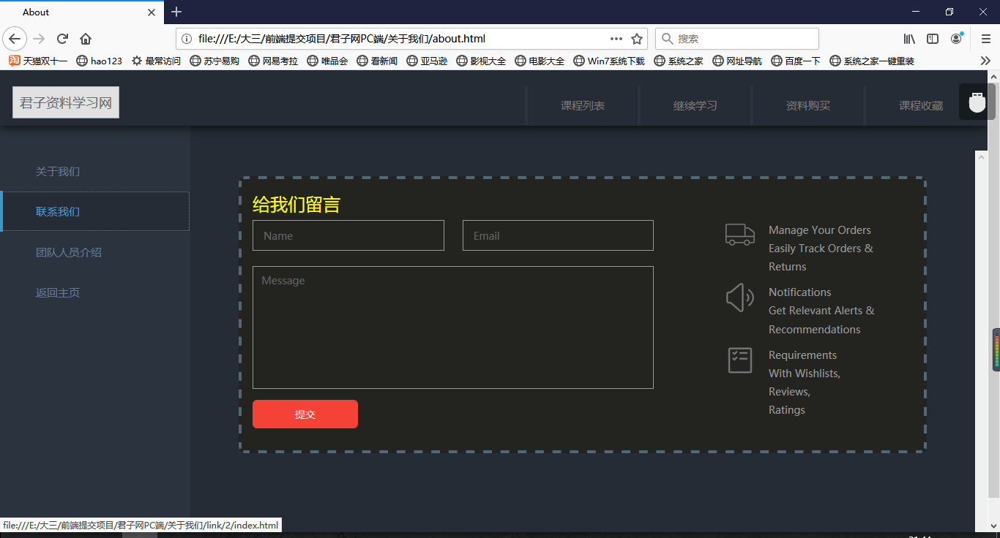 About
file:///E:/大三/前端提交项目/君子网PC端/关于我们/about.html
搜索
天猫双十一 hao123 最常访问 苏宁易购 网易考拉 唯品会 看新闻 亚马逊 影视大全 电影大全 Win7系统下载 系统之家 网址导航 百度一下 系统之家一键重装
君子资料学习网
课程列表 继续学习 资料购买 课程收藏
关于我们
联系我们
团队人员介绍
返回主页
给我们留言
Name Email
Message
提交
Manage Your Orders
Easily Track Orders &
Returns
Notifications
Get Relevant Alerts &
Recommendations
Requirements
With Wishlists,
Reviews,
Ratings
file:///E:/大三/前端提交项目/君子网PC端/关于我们/link/2/index.html